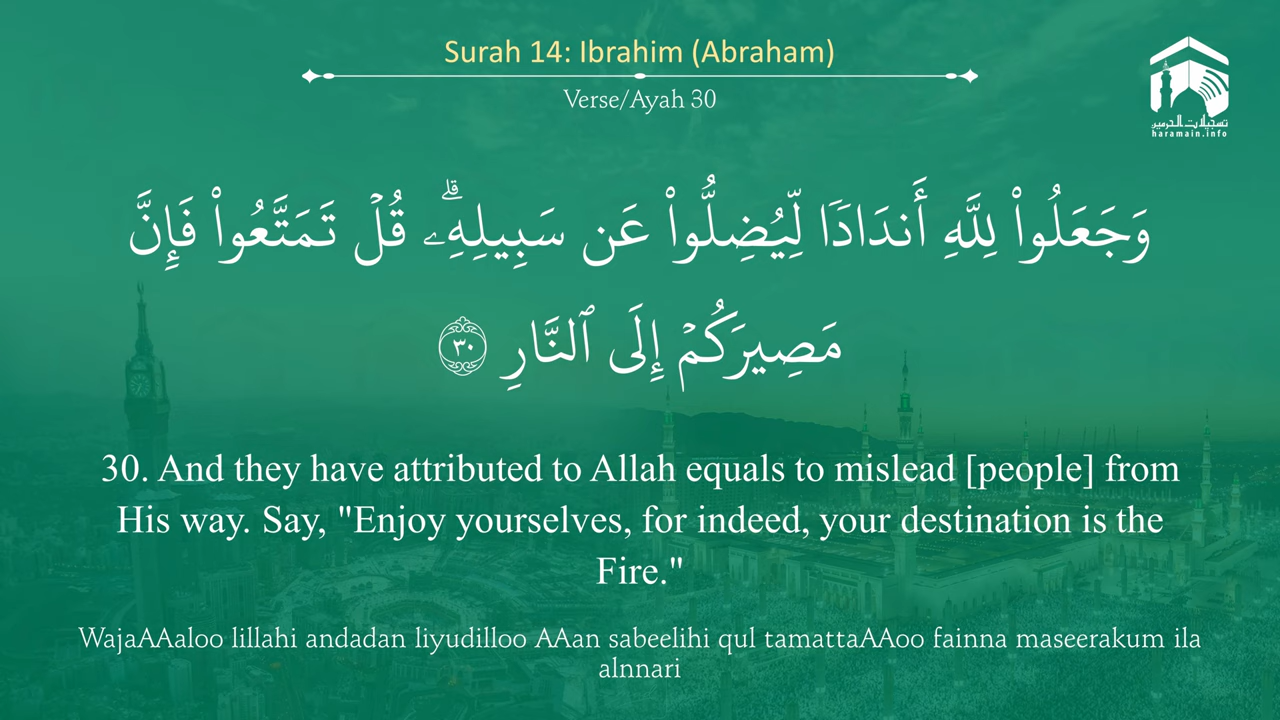 Surah 14: Ibrahim (Abraham)
Verse/Ayah 30
تسجيلات الحرمين
haramain.info
وَجَعَلُوا۟ لِلَّهِ أَندَادًۭا لِّيُضِلُّوا۟ عَن سَبِيلِهِۦ ۗ قُلْ تَمَتَّعُوا۟ فَإِنَّ
مَصِيرَكُمْ إِلَى ٱلنَّارِ ٣٠
30. And they have attributed to Allah equals to mislead [people] from
His way. Say, "Enjoy yourselves, for indeed, your destination is the
Fire."
WajaAAaloo lillahi andadan liyudilloo AAan sabeelihi qul tamattaAAoo fainna maseerakum ila
alnnari